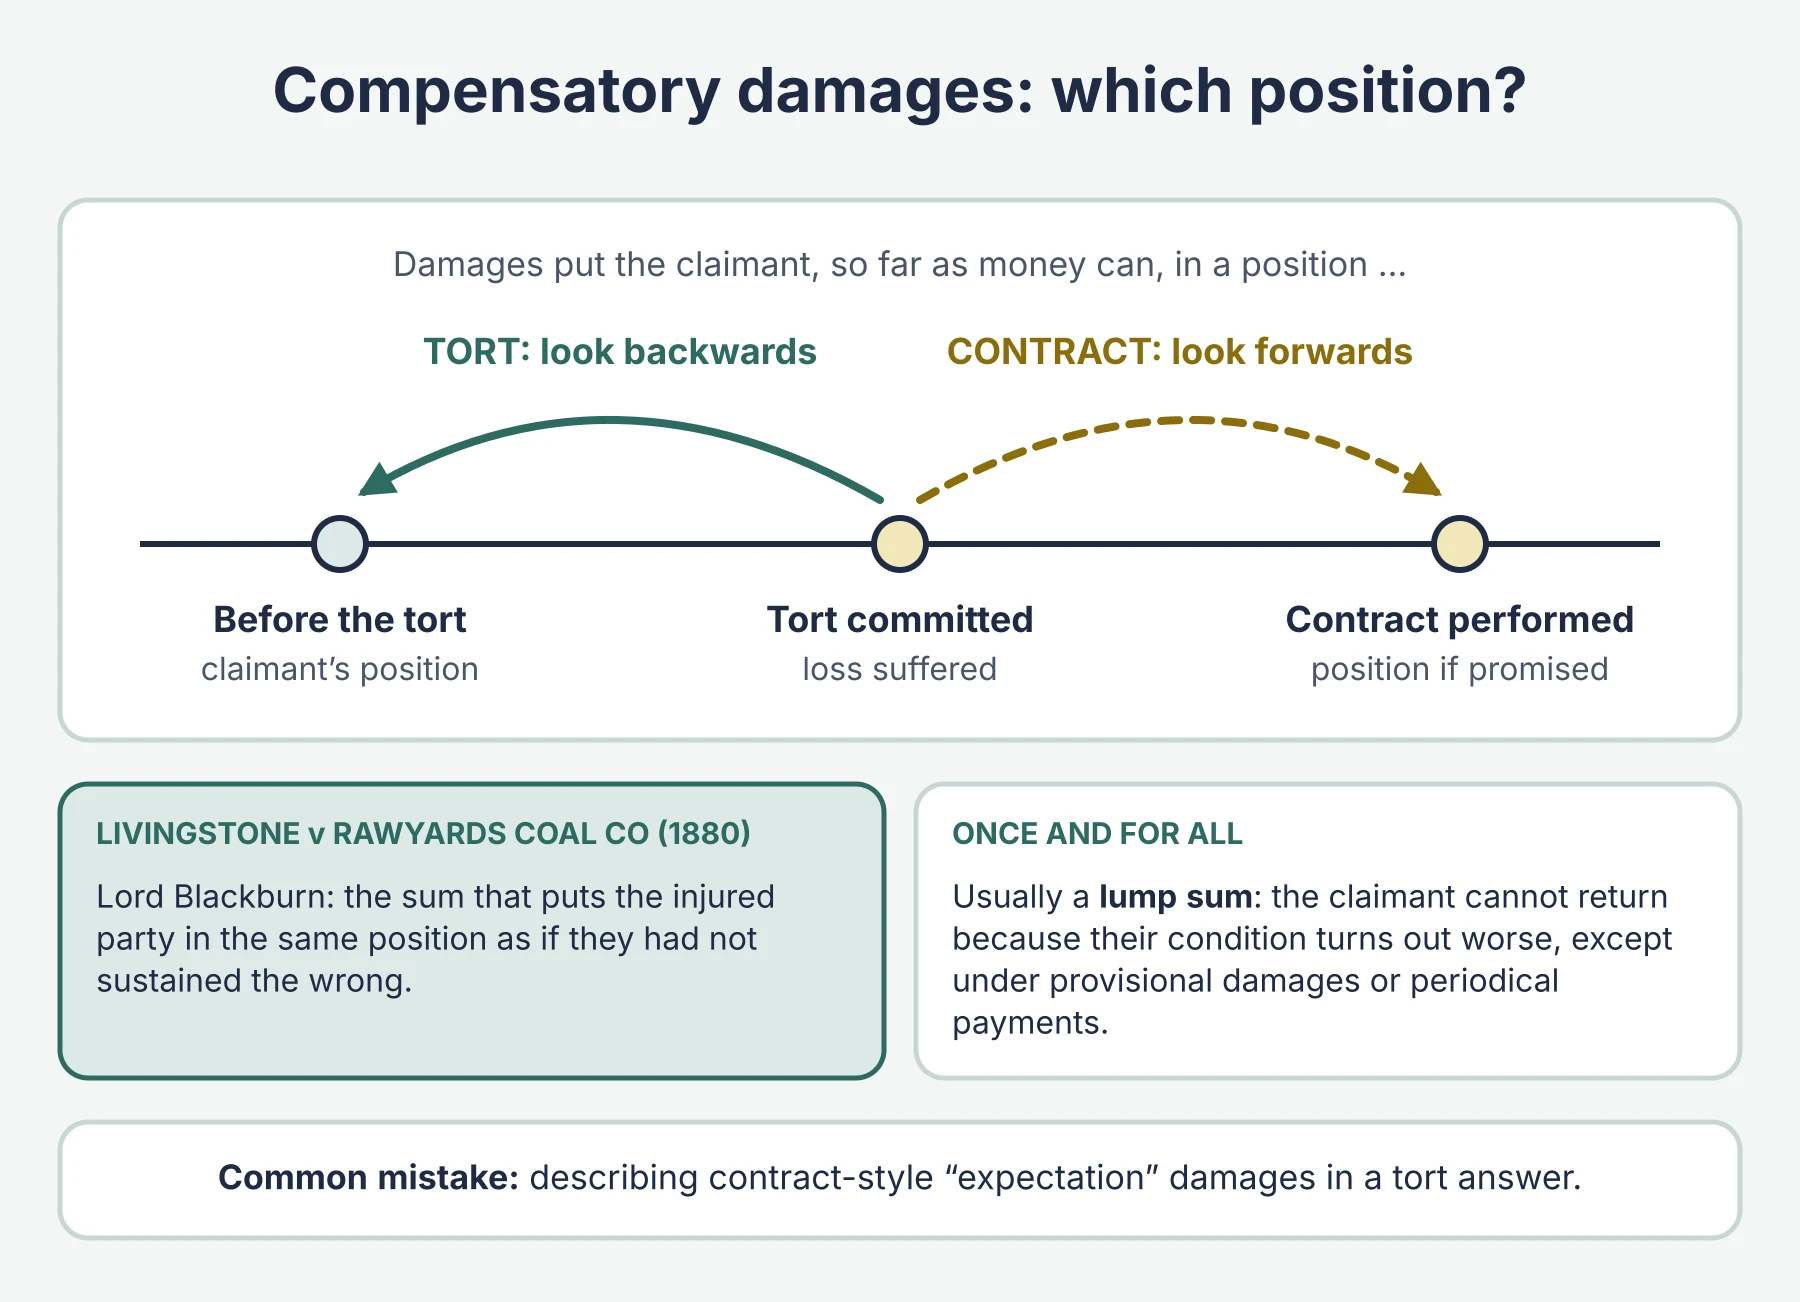 Compensatory damages: which position?
Damages put the claimant, so far as money can, in a position ...
TORT: look backwards
CONTRACT: look forwards
Before the tort
claimant’s position
Tort committed
loss suffered
Contract performed
position if promised
LIVINGSTONE v RAWYARDS COAL CO (1880)
Lord Blackburn: the sum that puts the injured
party in the same position as if they had not
sustained the wrong.
ONCE AND FOR ALL
Usually a lump sum: the claimant cannot return
because their condition turns out worse, except
under provisional damages or periodical
payments.
Common mistake: describing contract-style “expectation” damages in a tort answer.